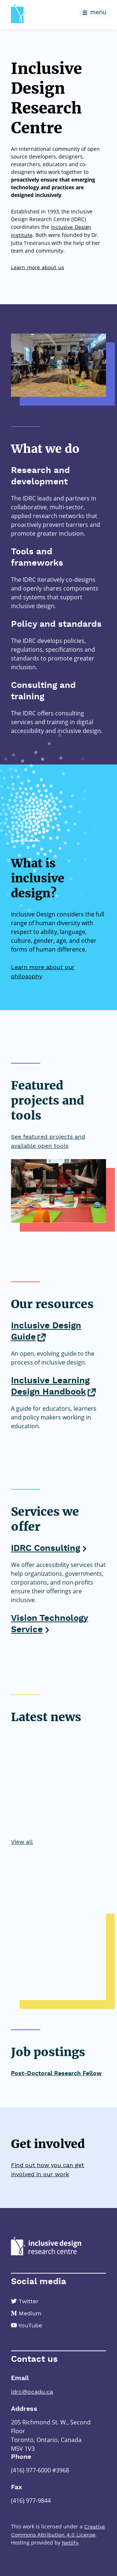 menu
Inclusive
Design
Research
Centre
An international community of open
source developers, designers,
researchers, educators and co-
designers who work together to
proactively ensure that emerging
technology and practices are
designed inclusively.
Established in 1993, the Inclusive
Design Research Centre (IDRC)
coordinates the Inclusive Design
Institute. Both were founded by Dr.
Jutta Treviranus with the help of her
team and community.
Learn more about us
What we do
Research and
development
The IDRC leads and partners in
collaborative, multi-sector,
applied research networks that
proactively prevent barriers and
promote greater inclusion.
Tools and
frameworks
The IDRC iteratively co-designs
and openly shares components
and systems that support
inclusive design.
Policy and standards
The IDRC develops policies,
regulations, specifications and
standards to promote greater
inclusion.
Consulting and
training
The IDRC offers consulting
services and training in digital
accessibility and inclusive design.
What is
inclusive
design?
Inclusive Design considers the full
range of human diversity with
respect to ability, language,
culture, gender, age, and other
forms of human difference.
Learn more about our
philosophy
Featured
projects and
tools
See featured projects and
available open tools
Our resources
Inclusive Design
Guide
An open, evolving guide to the
process of inclusive design.
Inclusive Learning
Design Handbook
A guide for educators, learners
and policy makers working in
education.
Services we
offer
IDRC Consulting
We offer accessibility services that
help organizations, governments,
corporations, and non-profits
ensure their offerings are
inclusive.
Vision Technology
Service
Latest news
View all
Job postings
Post-Doctoral Research Fellow
Get involved
Find out how you can get
involved in our work
inclusive design
research centre
Social media
Twitter
Medium
YouTube
Contact us
Email
idrc@ocadu.ca
Address
205 Richmond St. W., Second
Floor
Toronto, Ontario, Canada
M5V 1V3
Phone
(416) 977-6000 #3968
Fax
(416) 977-9844
This work is licensed under a Creative
Commons Attribution 4.0 License.
Hosting provided by Netlify.